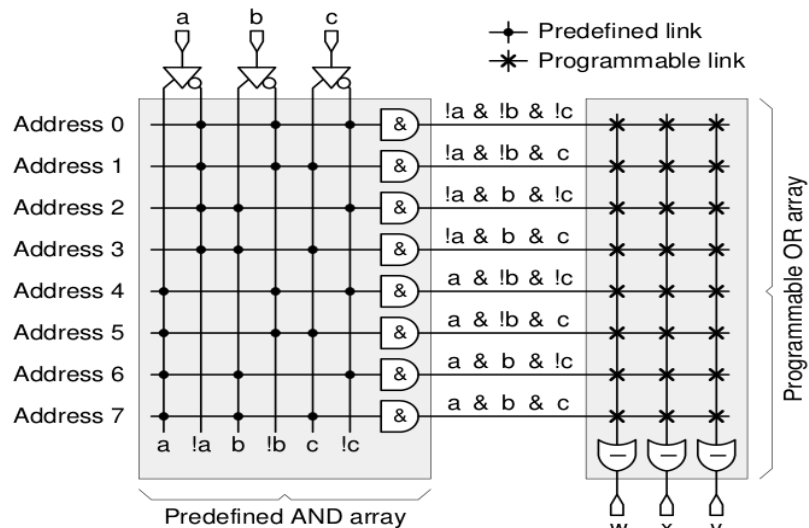 a b c
Predefined link
Programmable link
Address 0 & !a & !b & !c
Address 1 & !a & !b & c
Address 2 & !a & b & !c
Address 3 & !a & b & c
Address 4 & a & !b & !c
Address 5 & a & !b & c
Address 6 & a & b & !c
Address 7 & a & b & c
a !a b !b c !c
Predefined AND array
Programmable OR array